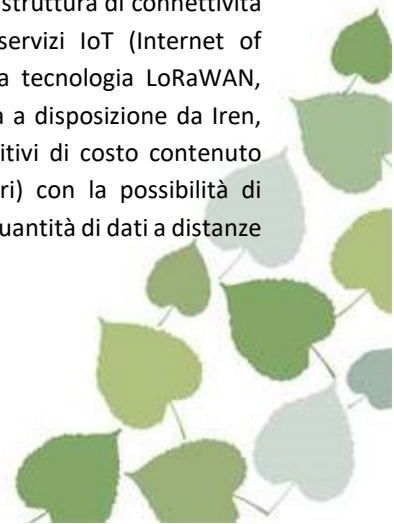 struttura di connettività
servizi IoT (Internet of
a tecnologia LoRaWAN,
a a disposizione da Iren,
itivi di costo contenuto
ri) con la possibilità di
uantità di dati a distanze